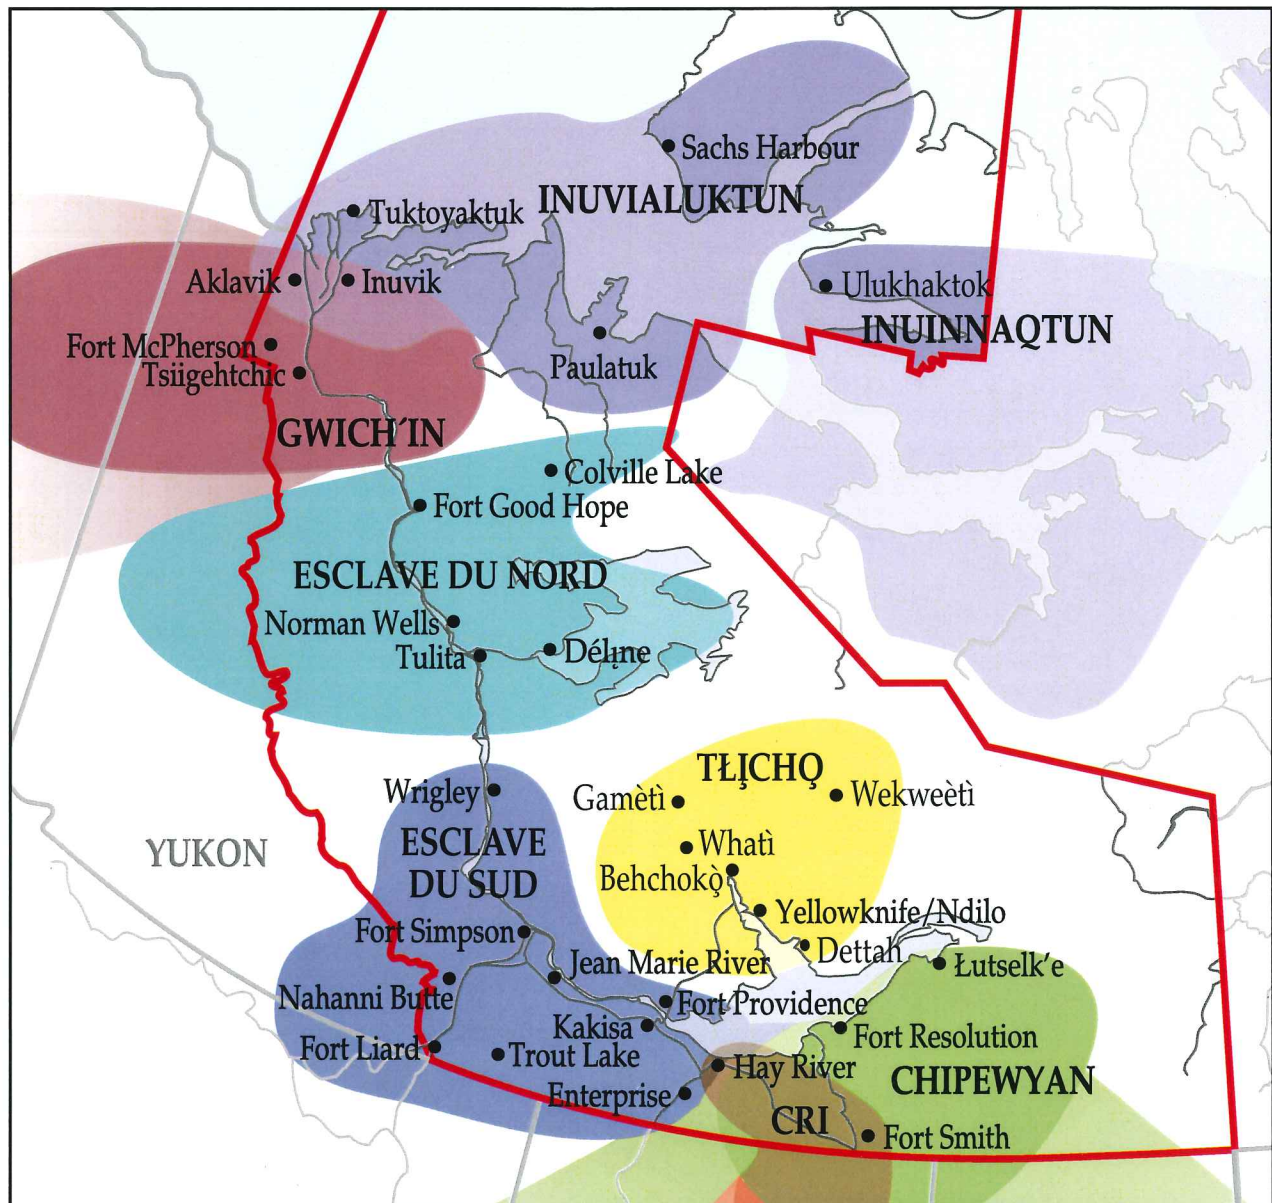 Sachs Harbour
INUVIALUKTUN
Tuktoyaktuk
Aklavik
Inuvik
Ulukhaktok
INUINNAQTUN
Fort McPherson
Tsiigehtchic
Paulatuk
GWICH´IN
Colville Lake
Fort Good Hope
ESCLAVE DU NORD
Norman Wells
Tulita
Délı̨ne
TŁĮCHǪ
Wrigley
Gamètì
Wekweètì
ESCLAVE
DU SUD
YUKON
Whatì
Behchokǫ̀
Yellowknife/Ndilo
Fort Simpson
Dettah
Jean Marie River
Łutselk'e
Nahanni Butte
Fort Providence
Kakisa
Fort Resolution
Fort Liard
Trout Lake
Hay River
CHIPEWYAN
Enterprise
CRI
Fort Smith